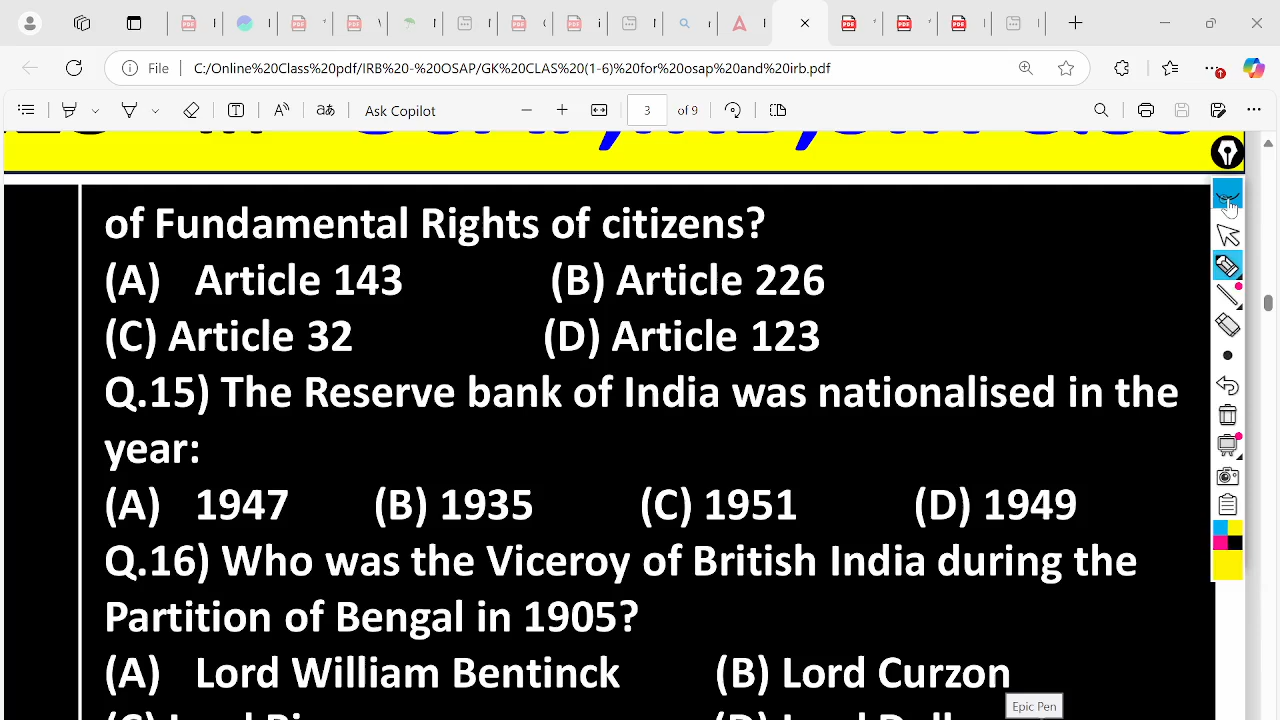 File C:/Online%20Class%20pdf/IRB%20-%20OSAP/GK%20CLAS%20(1-6)%20for%20osap%20and%20irb.pdf
Ask Copilot 3 of 9
of Fundamental Rights of citizens?
(A) Article 143 (B) Article 226
(C) Article 32 (D) Article 123
Q.15) The Reserve bank of India was nationalised in the
year:
(A) 1947 (B) 1935 (C) 1951 (D) 1949
Q.16) Who was the Viceroy of British India during the
Partition of Bengal in 1905?
(A) Lord William Bentinck (B) Lord Curzon
Epic Pen